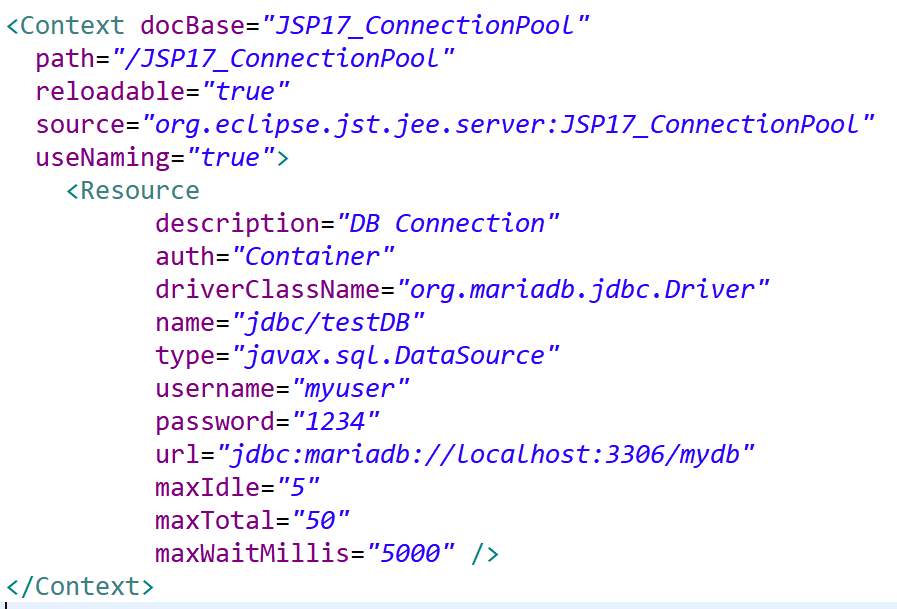 <Context docBase="JSP17_ConnectionPool"
path="/JSP17_ConnectionPool"
reloadable="true"
source="org.eclipse.jst.jee.server:JSP17_ConnectionPool"
useNaming="true">
<Resource
description="DB Connection"
auth="Container"
driverClassName="org.mariadb.jdbc.Driver"
name="jdbc/testDB"
type="javax.sql.DataSource"
username="myuser"
password="1234"
url="jdbc:mariadb://localhost:3306/mydb"
maxIdle="5"
maxTotal="50"
maxWaitMillis="5000" />
</Context>